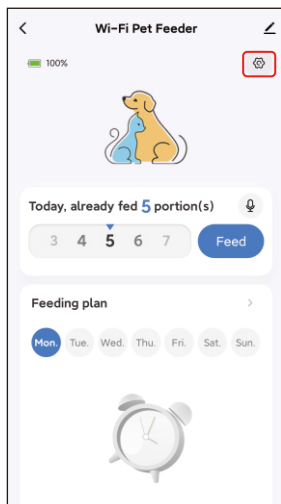 Wi-Fi Pet Feeder
100%
Today, already fed 5 portion(s)
3 4 5 6 7 Feed
Feeding plan
Mon. Tue. Wed. Thu. Fri. Sat. Sun.